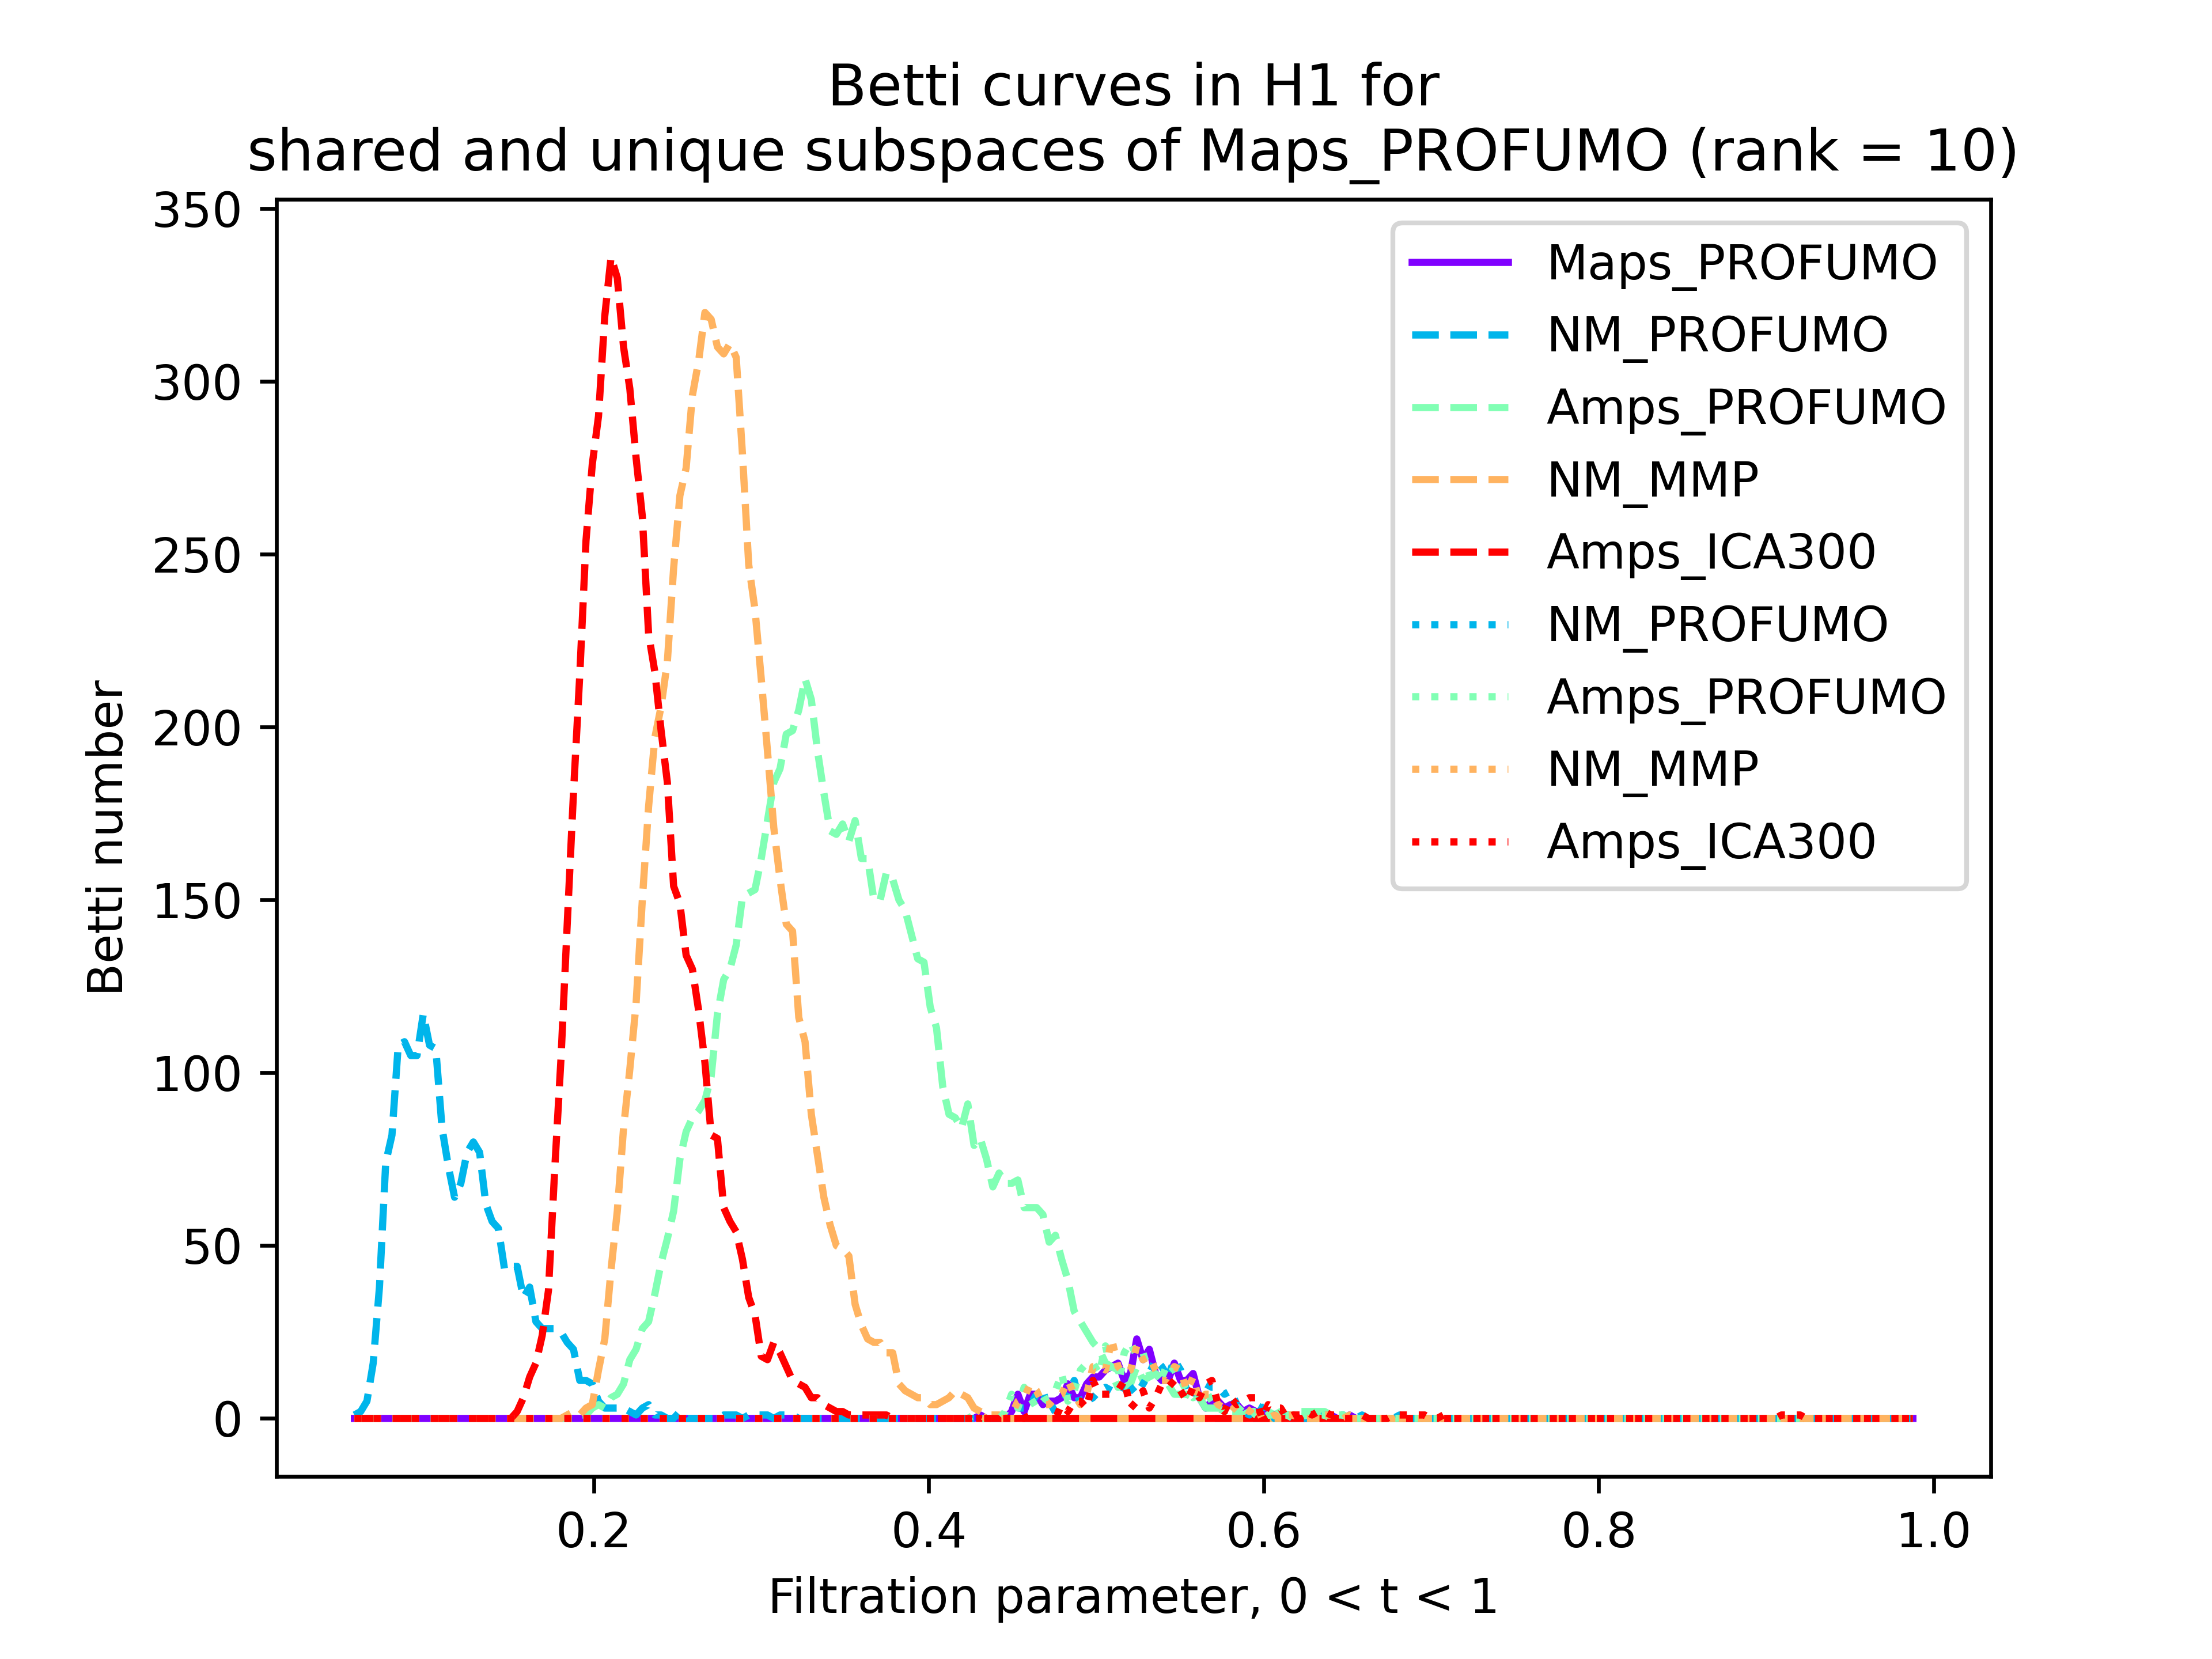 Betti curves in H1 for
shared and unique subspaces of Maps_PROFUMO (rank = 10)
350
300
250
200
150
100
50
0
Betti number
Maps_PROFUMO
NM_PROFUMO
Amps_PROFUMO
NM_MMP
Amps_ICA300
NM_PROFUMO
Amps_PROFUMO
NM_MMP
Amps_ICA300
0.2 0.4 0.6 0.8 1.0
Filtration parameter, 0 < t < 1